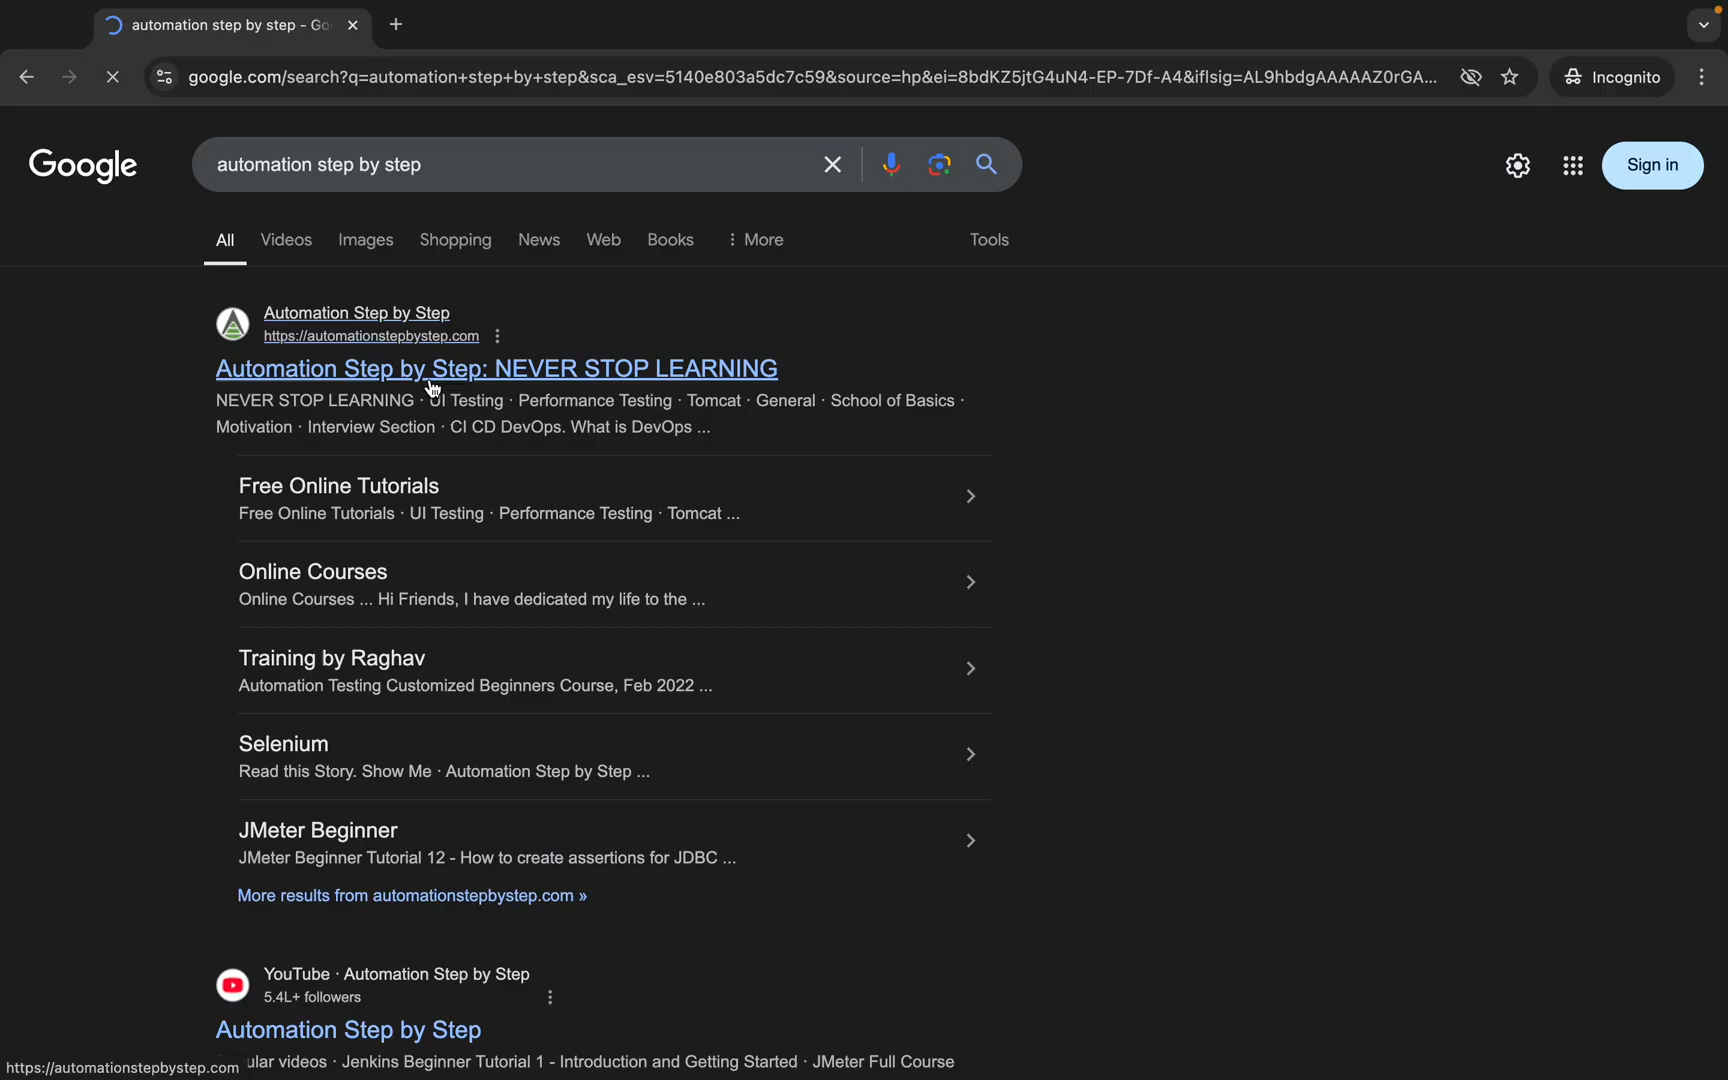 automation step by step - Go
google.com/search?q=automation+step+by+step&sca_esv=5140e803a5dc7c59&source=hp&ei=8bdKZ5jtG4uN4-EP-7Df-A4&iflsig=AL9hbdgAAAAAZ0rGA...
Incognito
Google
automation step by step
Sign in
All Videos Images Shopping News Web Books More Tools
Automation Step by Step
https://automationstepbystep.com
Automation Step by Step: NEVER STOP LEARNING
NEVER STOP LEARNING · UI Testing · Performance Testing · Tomcat · General · School of Basics ·
Motivation · Interview Section · CI CD DevOps. What is DevOps ...
Free Online Tutorials
Free Online Tutorials · UI Testing · Performance Testing · Tomcat ...
Online Courses
Online Courses ... Hi Friends, I have dedicated my life to the ...
Training by Raghav
Automation Testing Customized Beginners Course, Feb 2022 ...
Selenium
Read this Story. Show Me · Automation Step by Step ...
JMeter Beginner
JMeter Beginner Tutorial 12 - How to create assertions for JDBC ...
More results from automationstepbystep.com »
YouTube · Automation Step by Step
5.4L+ followers
Automation Step by Step
ular videos · Jenkins Beginner Tutorial 1 - Introduction and Getting Started · JMeter Full Course
https://automationstepbystep.com